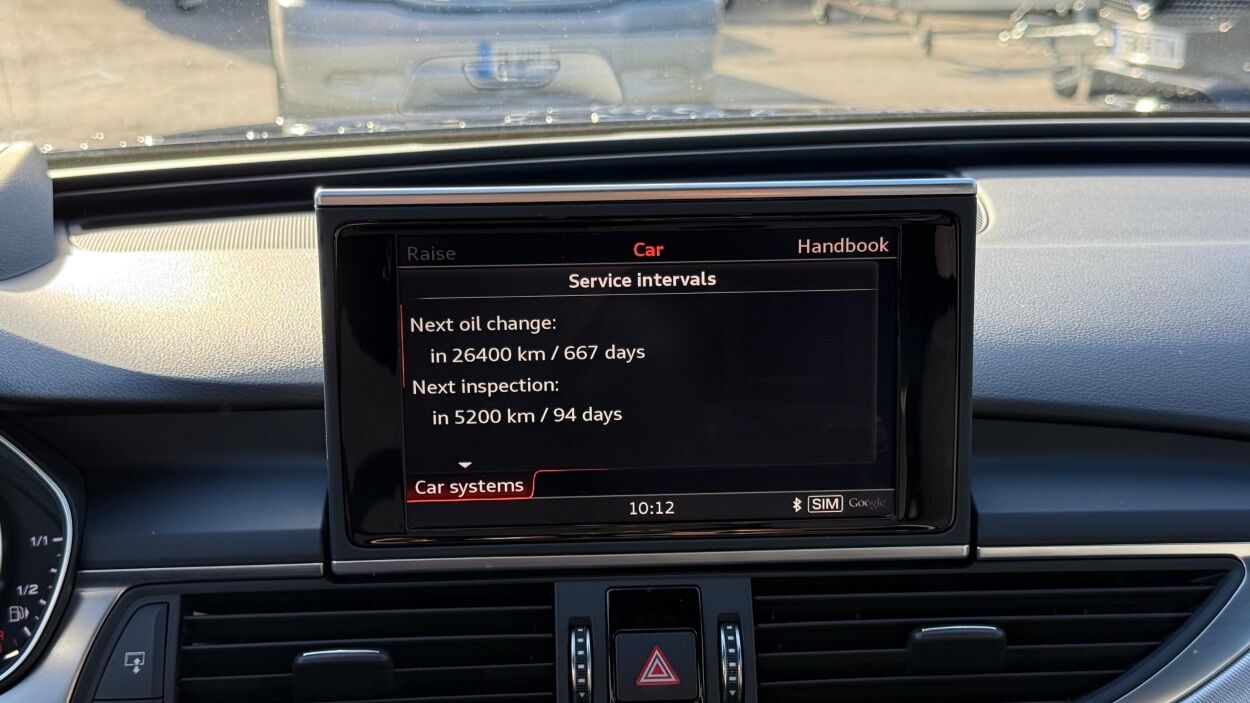 Raise Car Handbook
Service intervals
Next oil change:
in 26400 km / 667 days
Next inspection:
in 5200 km / 94 days
Car systems
10:12 SIM Google
1/1
1/2